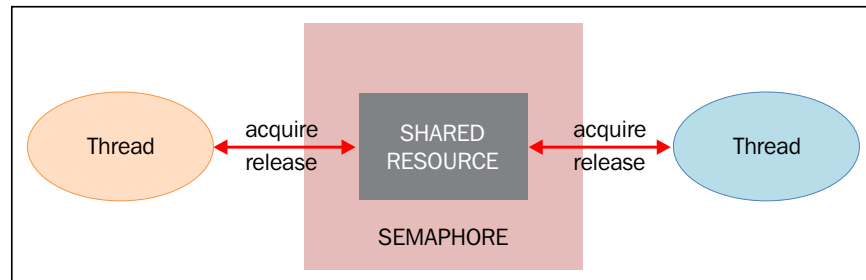 Thread
acquire
release
SHARED
RESOURCE
acquire
release
Thread
SEMAPHORE